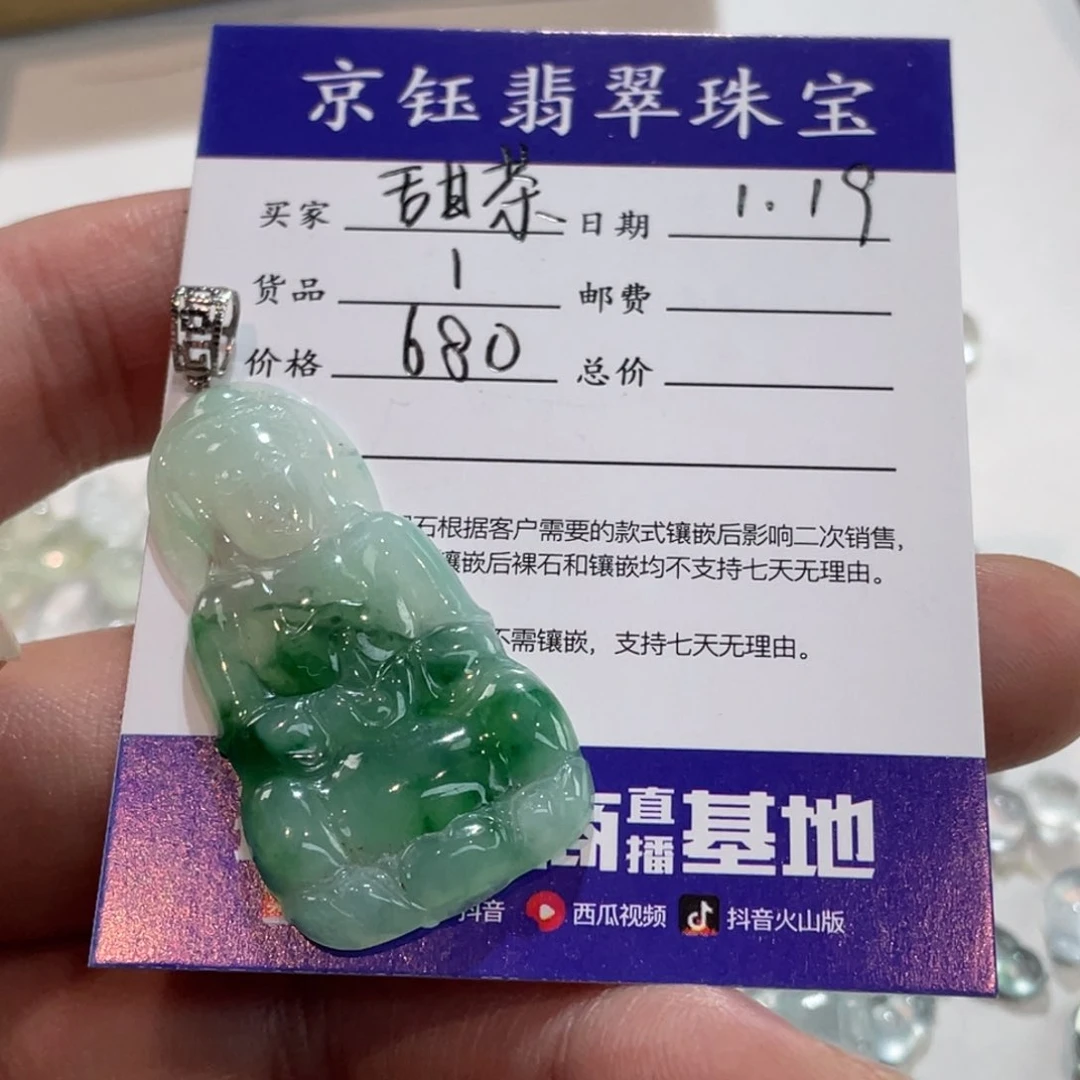 京钰翡翠珠宝
买家 甜茶 日期 1.19
货品 1 邮费
价格 680 总价
石根据客户需要的款式镶嵌后影响二次销售,
镶嵌后裸石和镶嵌均不支持七天无理由。
不需镶嵌，支持七天无理由。
商直播基地
抖音 西瓜视频 抖音火山版